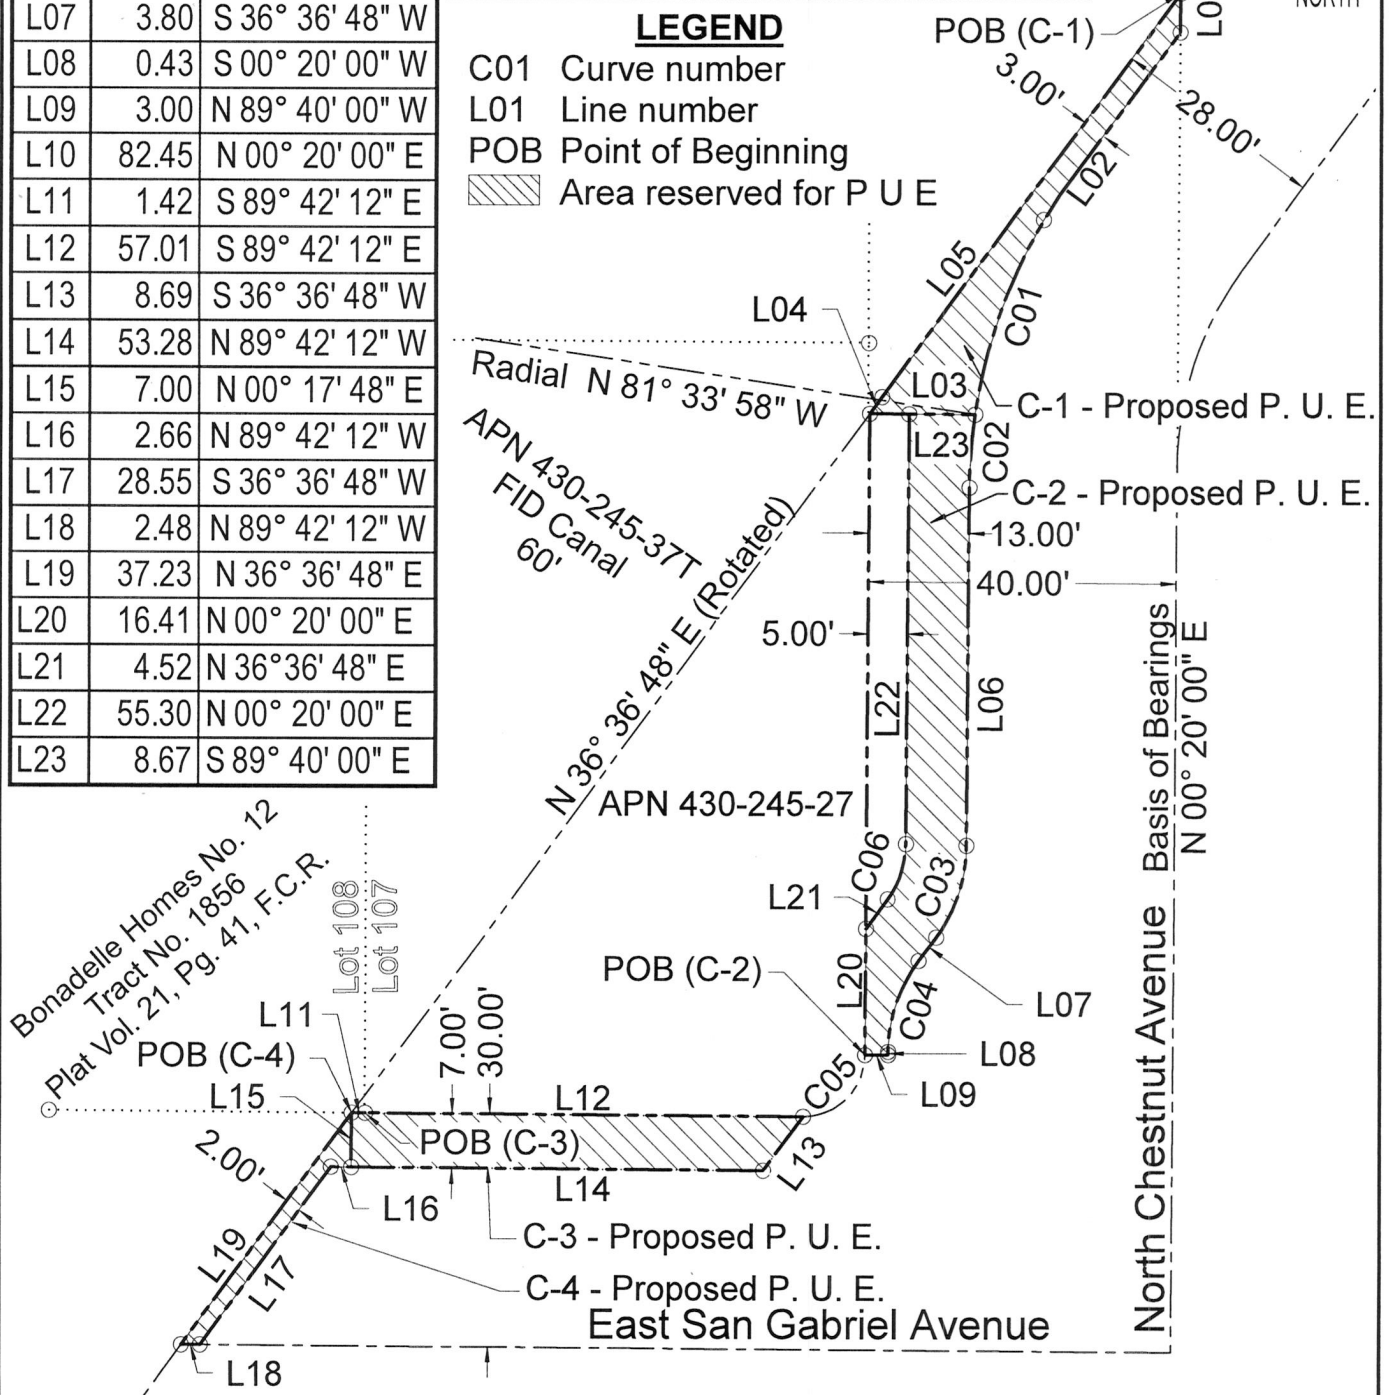 L07 3.80 S 36° 36' 48" W
L08 0.43 S 00° 20' 00" W
L09 3.00 N 89° 40' 00" W
L10 82.45 N 00° 20' 00" E
L11 1.42 S 89° 42' 12" E
L12 57.01 S 89° 42' 12" E
L13 8.69 S 36° 36' 48" W
L14 53.28 N 89° 42' 12" W
L15 7.00 N 00° 17' 48" E
L16 2.66 N 89° 42' 12" W
L17 28.55 S 36° 36' 48" W
L18 2.48 N 89° 42' 12" W
L19 37.23 N 36° 36' 48" E
L20 16.41 N 00° 20' 00" E
L21 4.52 N 36°36' 48" E
L22 55.30 N 00° 20' 00" E
L23 8.67 S 89° 40' 00" E
LEGEND
C01 Curve number
L01 Line number
POB Point of Beginning
Area reserved for P U E
POB (C-1)
3.00'
28.00'
L02
L05
C01
L04
L03
Radial N 81° 33' 58" W
C-1 - Proposed P. U. E.
L23
C02
C-2 - Proposed P. U. E.
APN 430-245-37T
FID Canal
60'
13.00'
40.00'
5.00'
N 36° 36' 48" E (Rotated)
L22
L06
Basis of Bearings
N 00° 20' 00" E
APN 430-245-27
C06
C03
L21
Bonadelle Homes No. 12
Tract No. 1856
Plat Vol. 21, Pg. 41, F.C.R.
Lot 108
Lot 107
POB (C-2)
L20
C04
L07
L11
7.00'
30.00'
POB (C-4)
L08
L15
L12
C05
L09
POB (C-3)
2.00'
L13
L14
L16
C-3 - Proposed P. U. E.
L19
L17
C-4 - Proposed P. U. E.
East San Gabriel Avenue
North Chestnut Avenue
L18